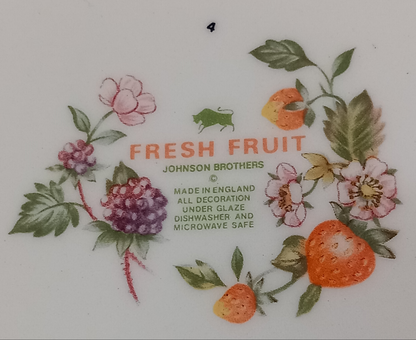 4
FRESH FRUIT
JOHNSON BROTHERS
©
MADE IN ENGLAND
ALL DECORATION
UNDER GLAZE
DISHWASHER AND
MICROWAVE SAFE